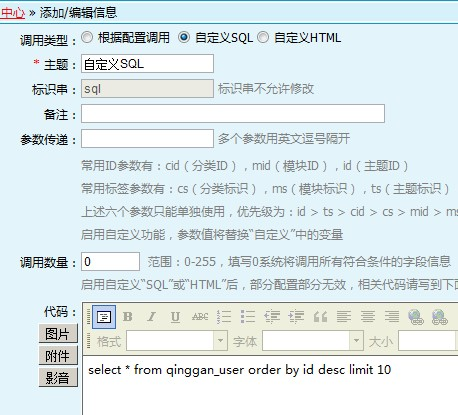 中心 » 添加/编辑信息
调用类型： 根据配置调用 自定义SQL 自定义HTML
* 主题： 自定义SQL
标识串： sql 标识串不允许修改
备注：
参数传递： 多个参数用英文逗号隔开
常用ID参数有：cid（分类ID），mid（模块ID），id（主题ID）
常用标签参数有：cs（分类标识），ms（模块标识），ts（主题标识）
上述六个参数只能单独使用，优先级为：id > ts > cid > cs > mid > ms
启用自定义功能，参数值将替换“自定义”中的变量
调用数量： 0 范围：0-255，填写0系统将调用所有符合条件的字段信息
启用自定义“SQL”或“HTML”后，部分配置部分无效，相关代码请写到下
代码：
图片
附件
影音
B I U ABC
格式 字体 大小
select * from qinggan_user order by id desc limit 10